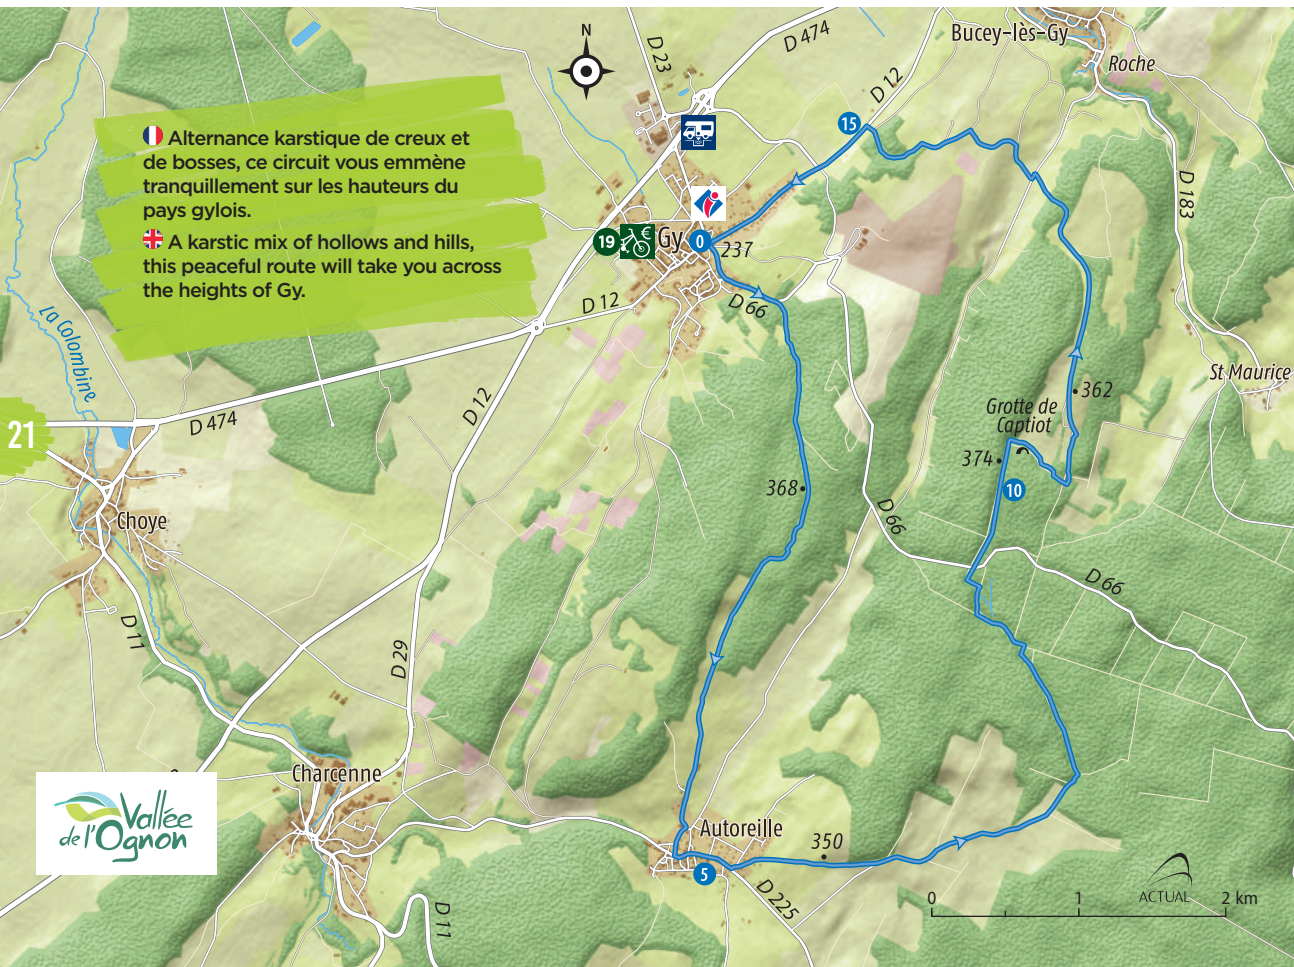 Bucey-lès-Gy
Roche
N
D 23
D 474
D 12
15
Alternance karstique de creux et
de bosses, ce circuit vous emmène
tranquillement sur les hauteurs du
pays gylois.
A karstic mix of hollows and hills,
this peaceful route will take you across
the heights of Gy.
D 183
19
€
Gy
0
237
D 66
D 12
La Colombine
St Maurice
362
Grotte de
Captiot
374
10
D 12
D 474
21
368
D 66
Choye
D 66
D 11
D 29
Charcenne
Vallée
de l'Ognon
Autoreille
350
5
D 225
D 11
ACTUAL
0 1 2 km